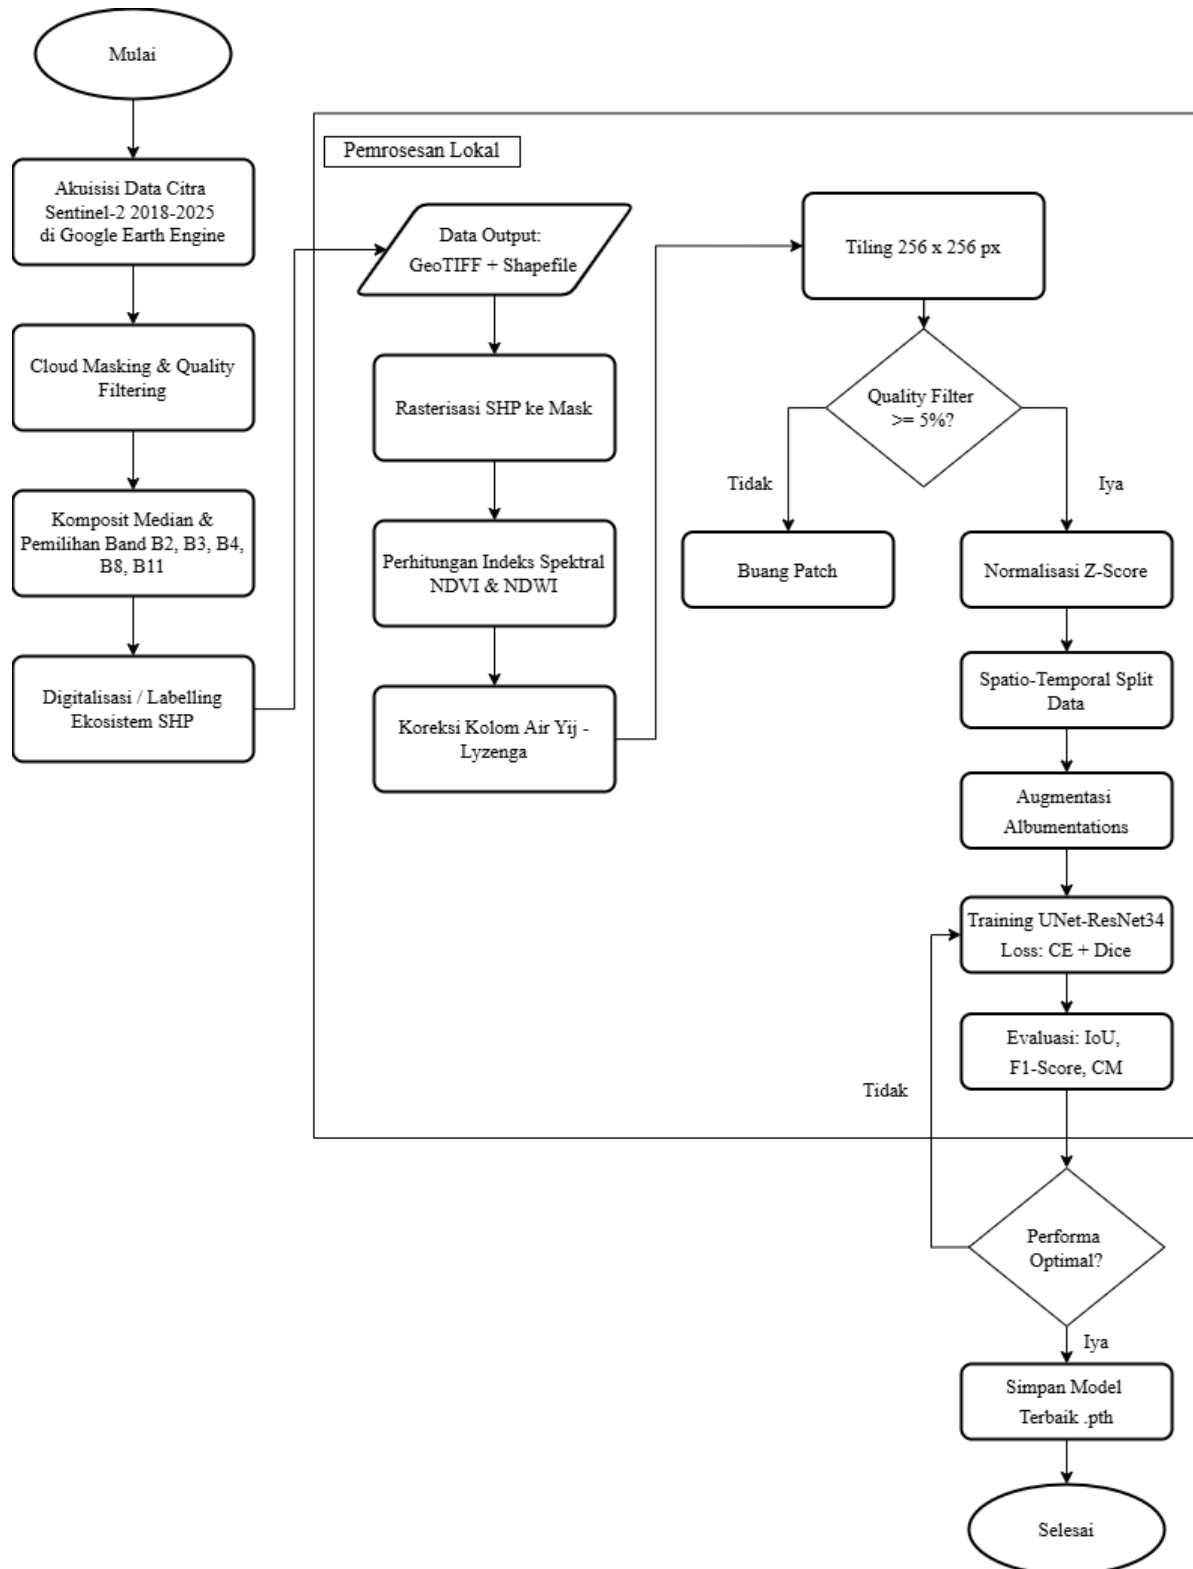 Mulai
Akuisisi Data Citra
Sentinel-2 2018-2025
di Google Earth Engine
Cloud Masking & Quality
Filtering
Komposit Median &
Pemilihan Band B2, B3, B4,
B8, B11
Digitalisasi / Labelling
Ekosistem SHP
Pemrosesan Lokal
Data Output:
GeoTIFF + Shapefile
Rasterisasi SHP ke Mask
Perhitungan Indeks Spektral
NDVI & NDWI
Koreksi Kolom Air Yij -
Lyzenga
Tiling 256 x 256 px
Quality Filter
>= 5%?
Tidak
Iya
Buang Patch
Normalisasi Z-Score
Spatio-Temporal Split
Data
Augmentasi
Albumentations
Training UNet-ResNet34
Loss: CE + Dice
Evaluasi: IoU,
F1-Score, CM
Tidak
Performa
Optimal?
Iya
Simpan Model
Terbaik .pth
Selesai